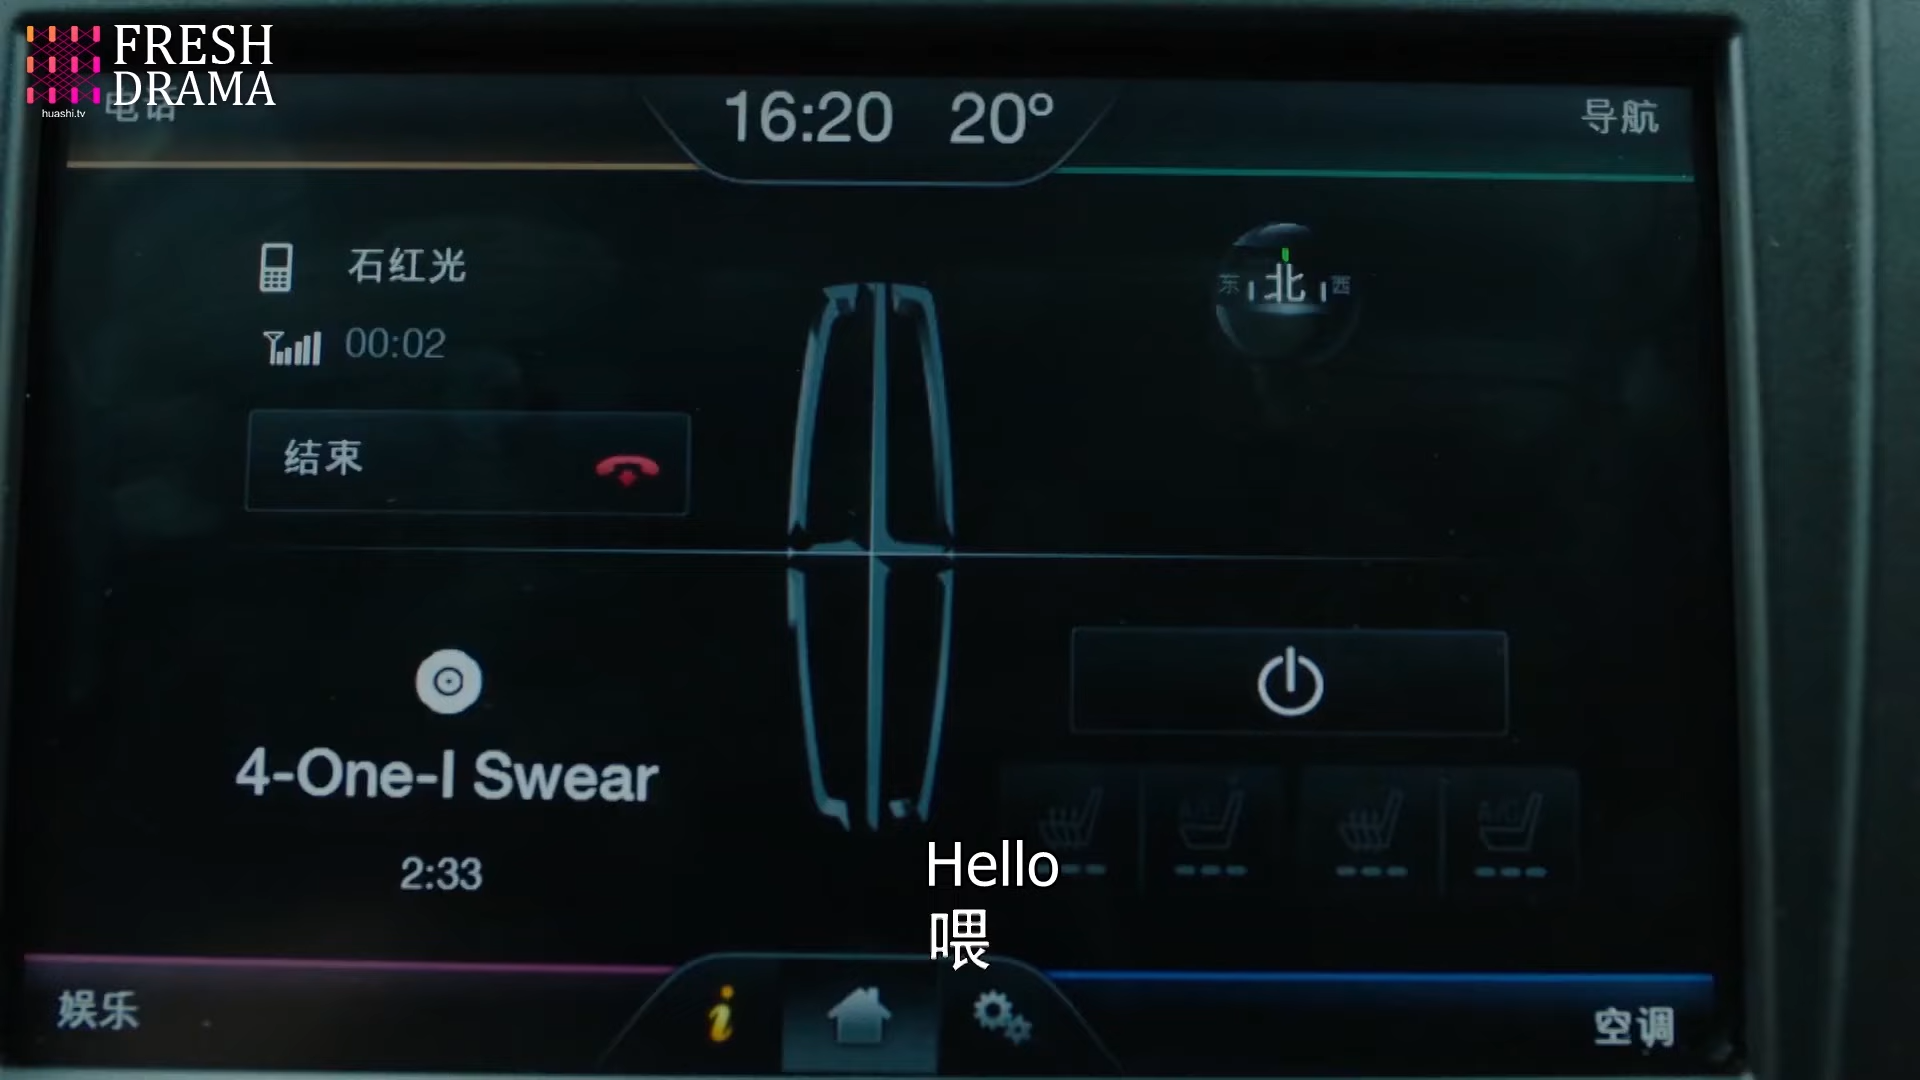 FRESH
DRAMA
huashi.tv
电话
16:20 20°
导航
石红光
00:02
东 北 西
结束
4-One-I Swear
2:33
Hello
喂
娱乐
i
空调